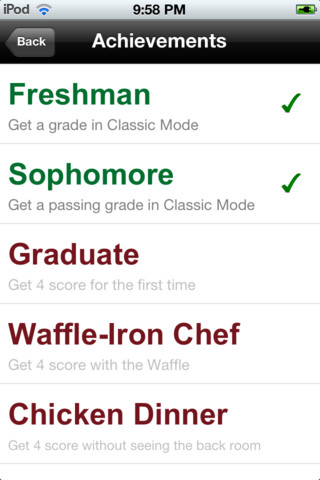 iPod 9:58 PM
Back Achievements
Freshman
Get a grade in Classic Mode
Sophomore
Get a passing grade in Classic Mode
Graduate
Get 4 score for the first time
Waffle-Iron Chef
Get 4 score with the Waffle
Chicken Dinner
Get 4 score without seeing the back room